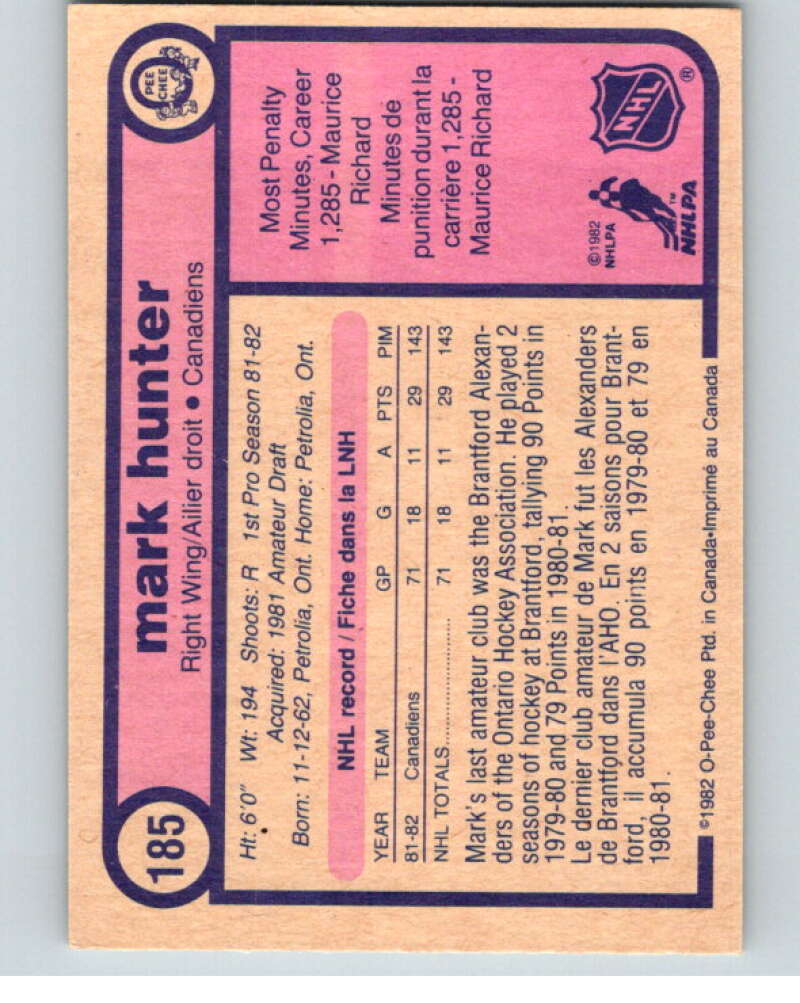 185
mark hunter
Right Wing/Ailier droit • Canadiens
O
PEE
CHEE
Ht: 6'0" Wt: 194 Shoots: R 1st Pro Season 81-82
Acquired: 1981 Amateur Draft
Born: 11-12-62, Petrolia, Ont. Home: Petrolia, Ont.
NHL record / Fiche dans la LNH
YEAR TEAM GP G A PTS PIM
81-82 Canadiens 71 18 11 29 143
NHL TOTALS........................ 71 18 11 29 143
Mark's last amateur club was the Brantford Alexan-
ders of the Ontario Hockey Association. He played 2
seasons of hockey at Brantford, tallying 90 Points in
1979-80 and 79 Points in 1980-81.
Le dernier club amateur de Mark fut les Alexanders
de Brantford dans l'AHO. En 2 saisons pour Brant-
ford, il accumula 90 points en 1979-80 et 79 en
1980-81.
©1982 O-Pee-Chee Ptd. in Canada•Imprimé au Canada
Most Penalty
Minutes, Career
1,285 - Maurice
Richard
Minutes de
punition durant la
carrière 1,285 -
Maurice Richard
©1982
NHLPA
TM
NHLPA
NHL
®